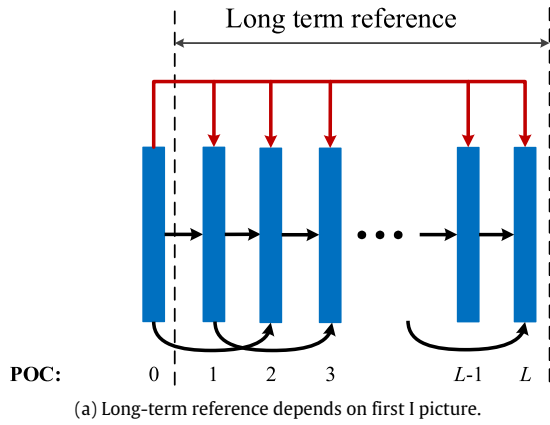 Long term reference
POC: 0 1 2 3 L-1 L
(a) Long-term reference depends on first I picture.